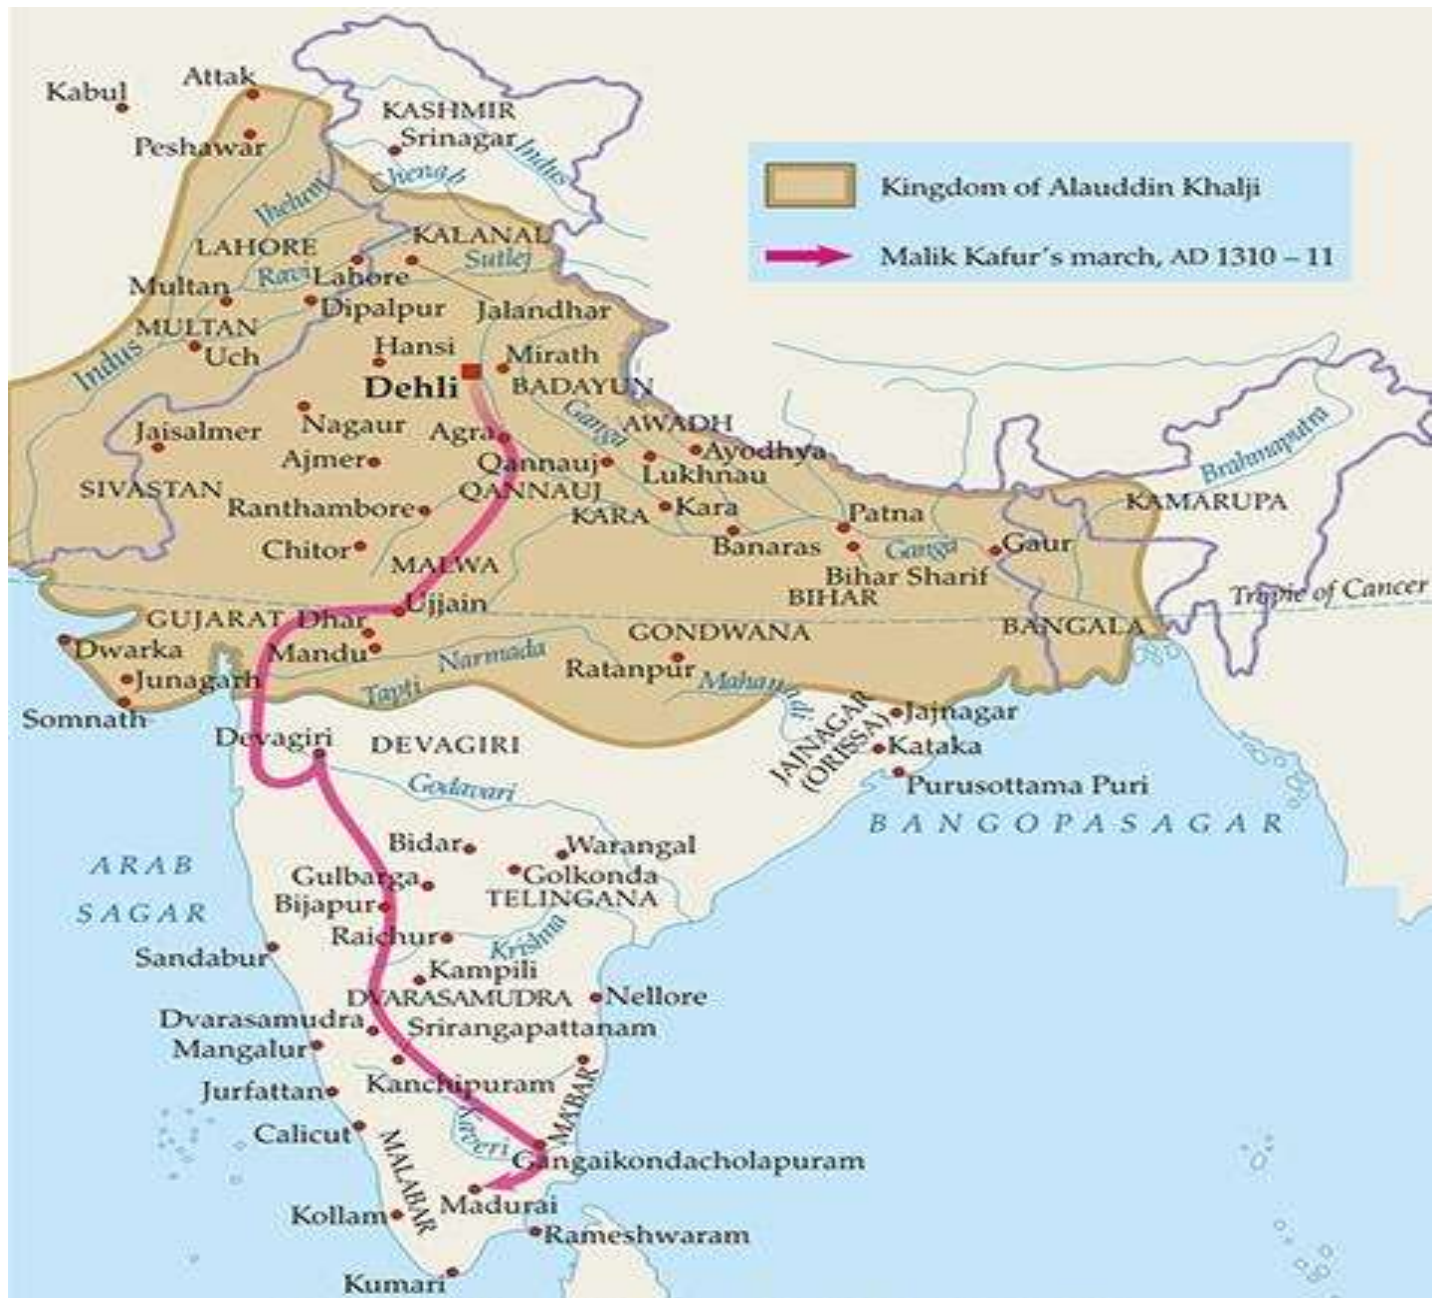 Attak
Kabul
KASHMIR
Peshawar
Srinagar
Indus
Chenab
Kingdom of Alauddin Khalji
Jhelum
LAHORE
KALANAL
Malik Kafur's march, AD 1310 – 11
Ravi
Lahore
Sutlej
Multan
Dipalpur
Jalandhar
MULTAN
Uch
Hansi
Mirath
Indus
Dehli
BADAYUN
Jaisalmer
Nagaur
Agra
Ganga
AWADH
Ayodhya
Brahmaputra
Ajmer
Qannauj
Lukhnau
SIVASTAN
QANNAUJ
KAMARUPA
Ranthambore
KARA
Kara
Patna
Chitor
Banaras
Ganga
Gaur
MALWA
Bihar Sharif
BIHAR
Tropic of Cancer
Ujjain
GUJARAT
Dhar
GONDWANA
BANGALA
Dwarka
Mandu
Narmada
Ratanpur
Junagarh
Tapti
Mahanadi
Somnath
JAJNAGAR
(ORISSA)
Jajnagar
Devagiri
DEVAGIRI
Kataka
Godavari
Purusottama Puri
BANGOPASAGAR
Bidar
Warangal
ARAB
SAGAR
Gulbarga
Golkonda
Bijapur
TELINGANA
Raichur
Krishna
Sandabur
Kampili
DVARASAMUDRA
Nellore
Dvarasamudra
Srirangapattanam
Mangalur
Kanchipuram
Jurfattan
MA'BAR
Calicut
Kaveri
MALABAR
Gangaikondacholapuram
Madurai
Kollam
Rameshwaram
Kumari